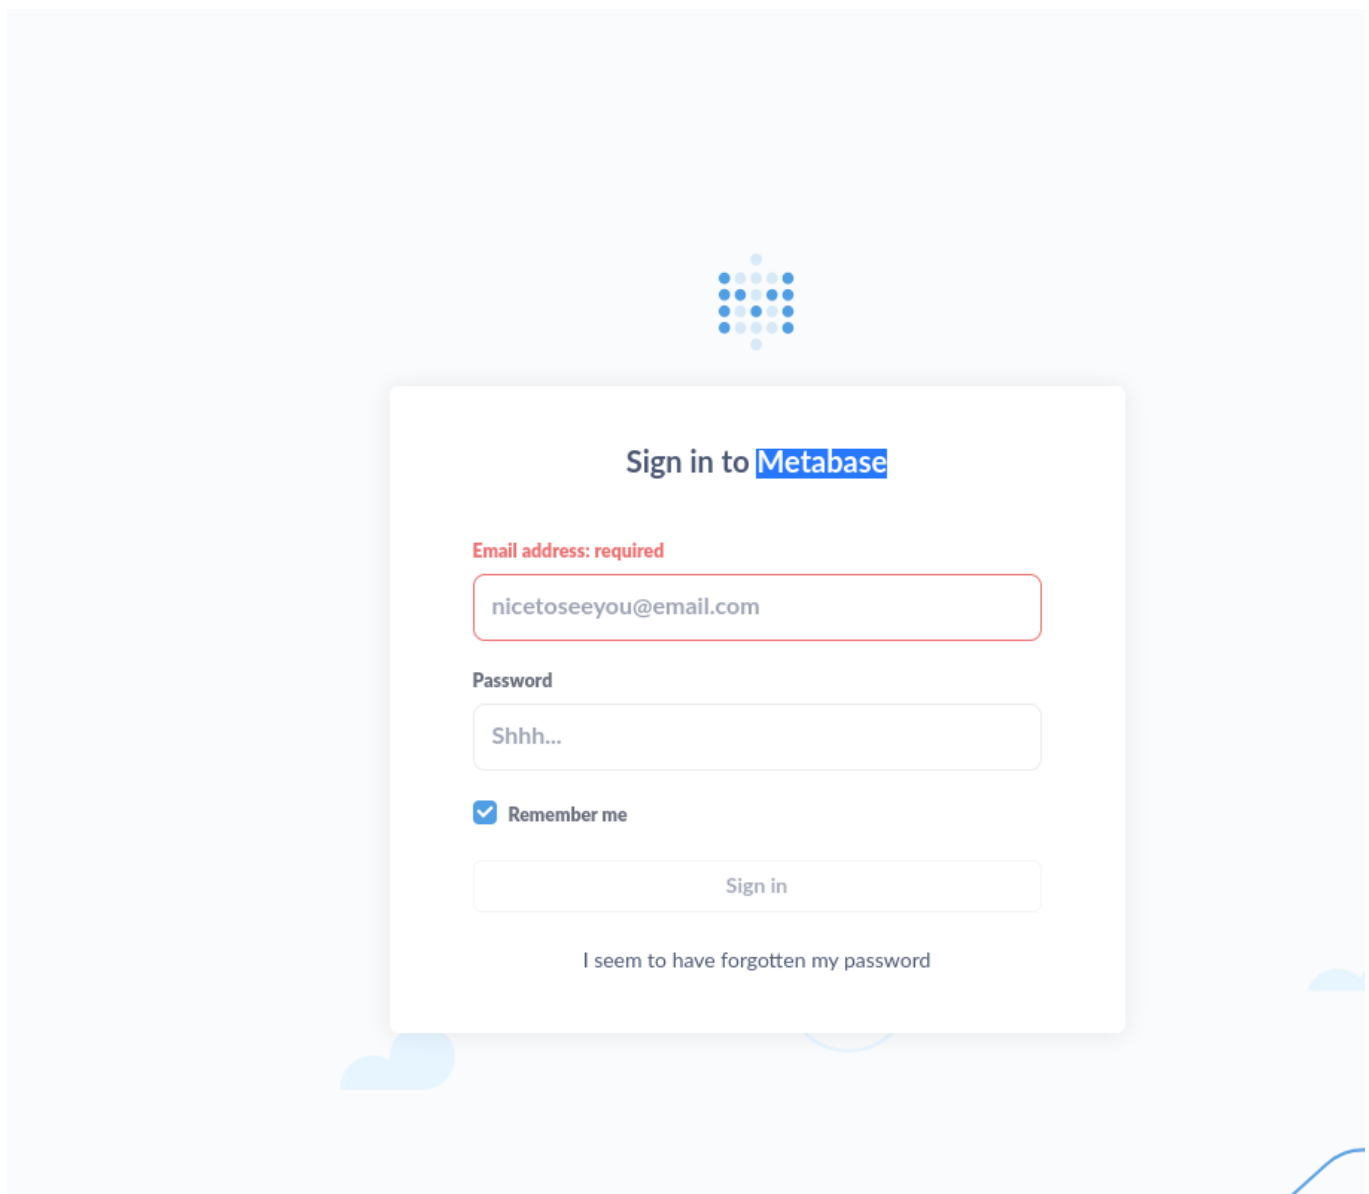 Sign in to Metabase
Email address: required
nicetoseeyou@email.com
Password
Shhh...
Remember me
Sign in
I seem to have forgotten my password